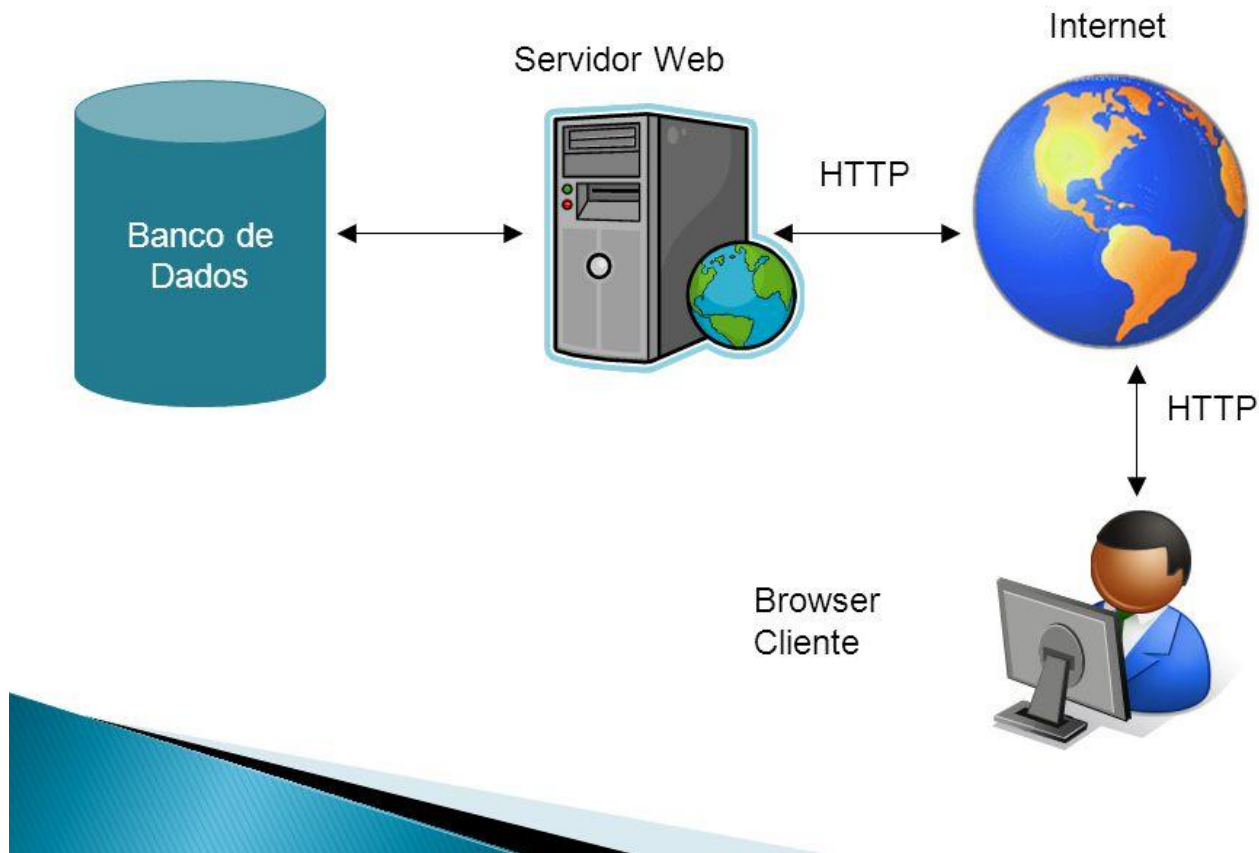 Internet
Servidor Web
HTTP
Banco de
Dados
HTTP
Browser
Cliente